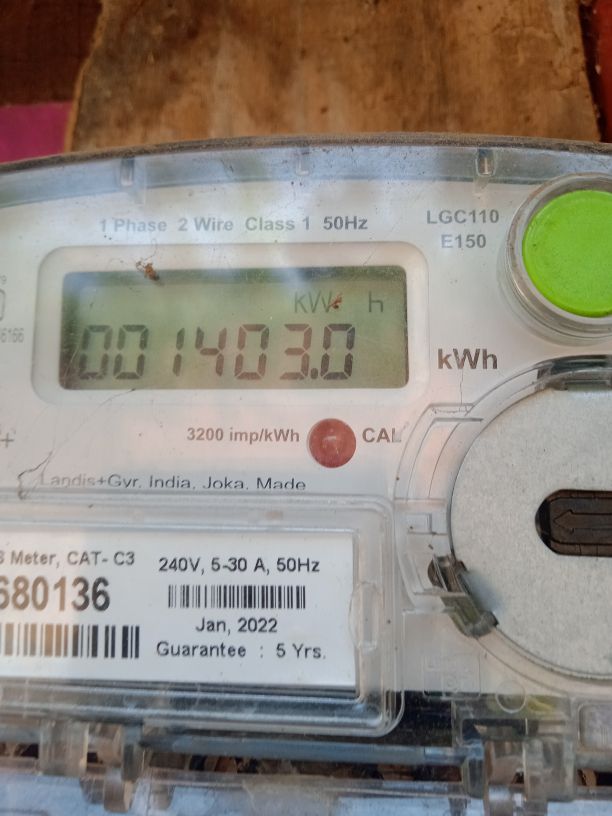 1 Phase 2 Wire Class 1 50Hz
LGC110
E150
KW h
001403.0
kWh
3200 imp/kWh CAL
Landis+Gyr, India, Joka, Made
Meter, CAT- C3
680136
240V, 5-30 A, 50Hz
Jan, 2022
Guarantee : 5 Yrs.